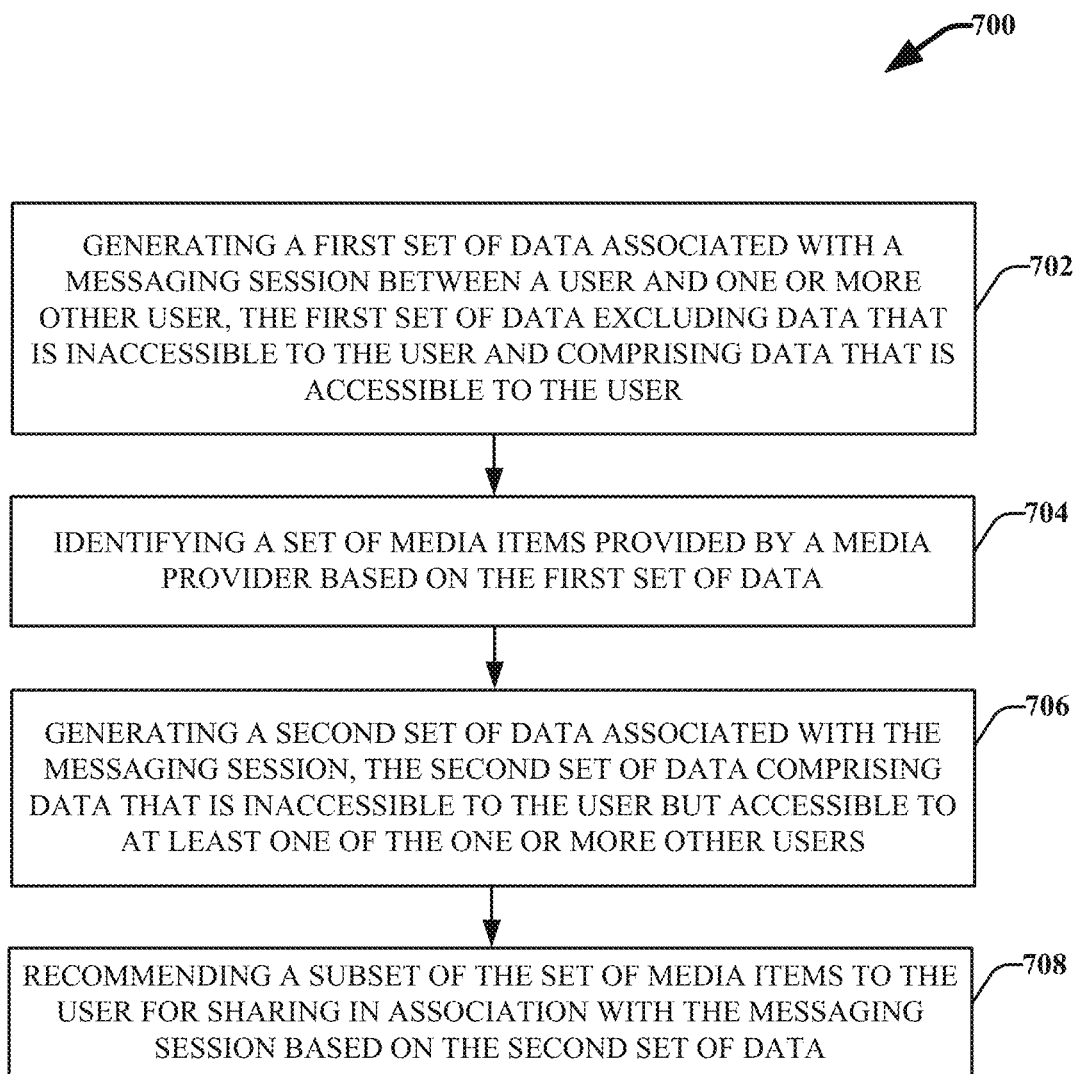 700
GENERATING A FIRST SET OF DATA ASSOCIATED WITH A
MESSAGING SESSION BETWEEN A USER AND ONE OR MORE
OTHER USER, THE FIRST SET OF DATA EXCLUDING DATA THAT
IS INACCESSIBLE TO THE USER AND COMPRISING DATA THAT IS
ACCESSIBLE TO THE USER
702
IDENTIFYING A SET OF MEDIA ITEMS PROVIDED BY A MEDIA
PROVIDER BASED ON THE FIRST SET OF DATA
704
GENERATING A SECOND SET OF DATA ASSOCIATED WITH THE
MESSAGING SESSION, THE SECOND SET OF DATA COMPRISING
DATA THAT IS INACCESSIBLE TO THE USER BUT ACCESSIBLE TO
AT LEAST ONE OF THE ONE OR MORE OTHER USERS
706
RECOMMENDING A SUBSET OF THE SET OF MEDIA ITEMS TO THE
USER FOR SHARING IN ASSOCIATION WITH THE MESSAGING
SESSION BASED ON THE SECOND SET OF DATA
708